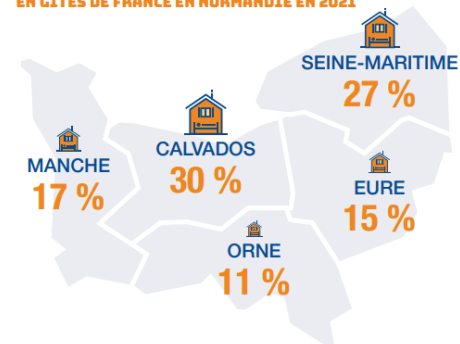 EN GÎTES DE FRANCE EN NORMANDIE EN 2021
SEINE-MARITIME
27 %
CALVADOS
30 %
MANCHE
17 %
EURE
15 %
ORNE
11 %